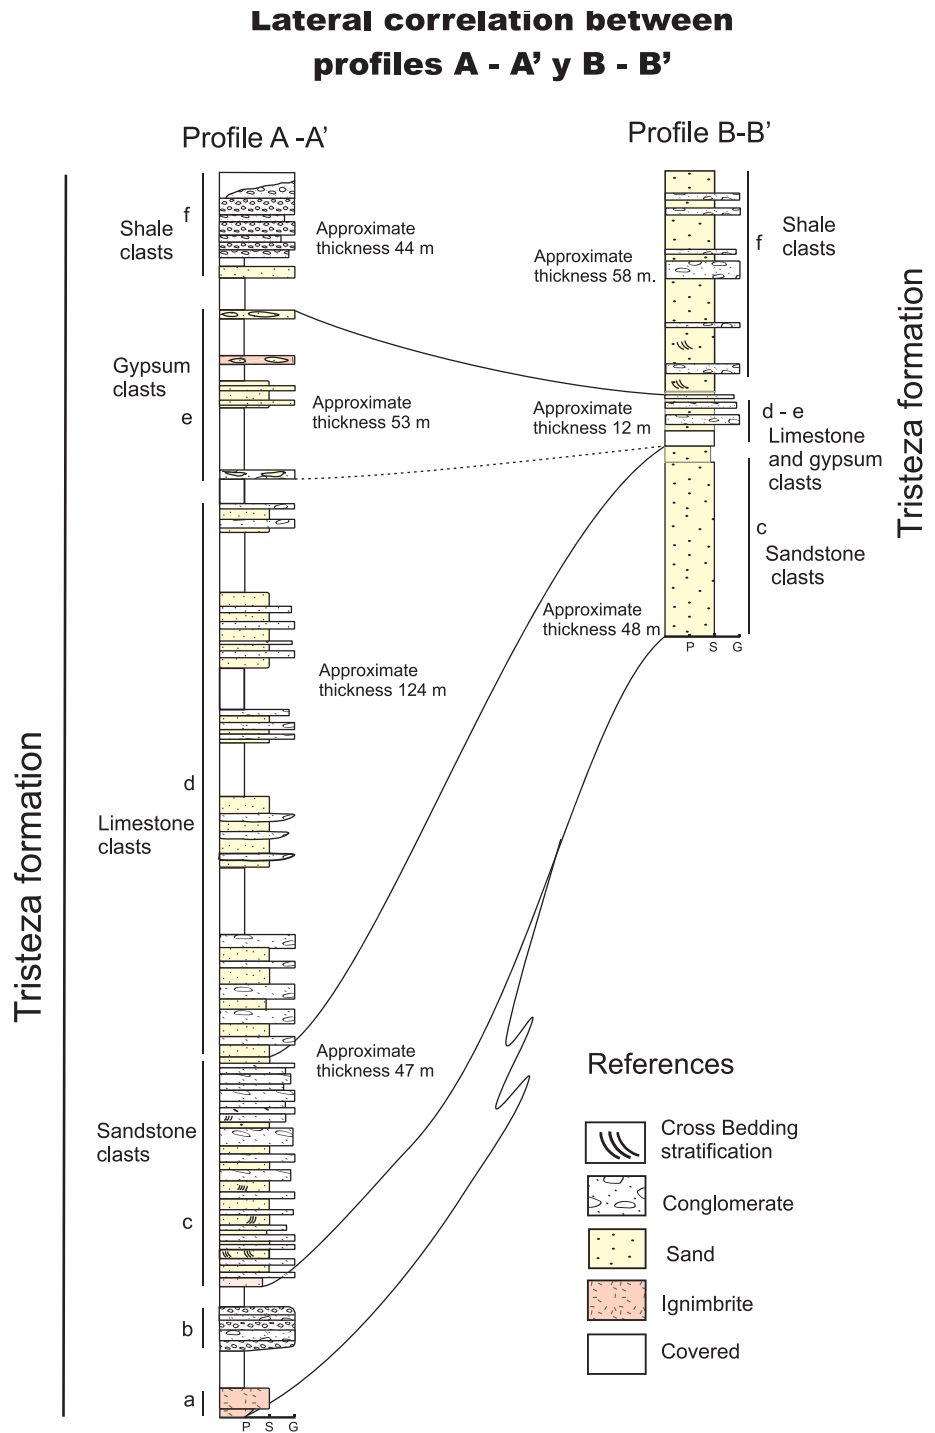 Lateral correlation between
profiles A - A’ y B - B’
Profile A -A’
Profile B-B’
f
Shale
clasts
Approximate
thickness 44 m
Gypsum
clasts
e
Approximate
thickness 53 m
d
Limestone
clasts
Approximate
thickness 124 m
Sandstone
clasts
c
Approximate
thickness 47 m
b
a
P S G
Tristeza formation
Approximate
thickness 58 m.
f
Shale
clasts
Approximate
thickness 12 m
d - e
Limestone
and gypsum
clasts
c
Sandstone
clasts
Approximate
thickness 48 m
P S G
Tristeza formation
References
Cross Bedding
stratification
Conglomerate
Sand
Ignimbrite
Covered